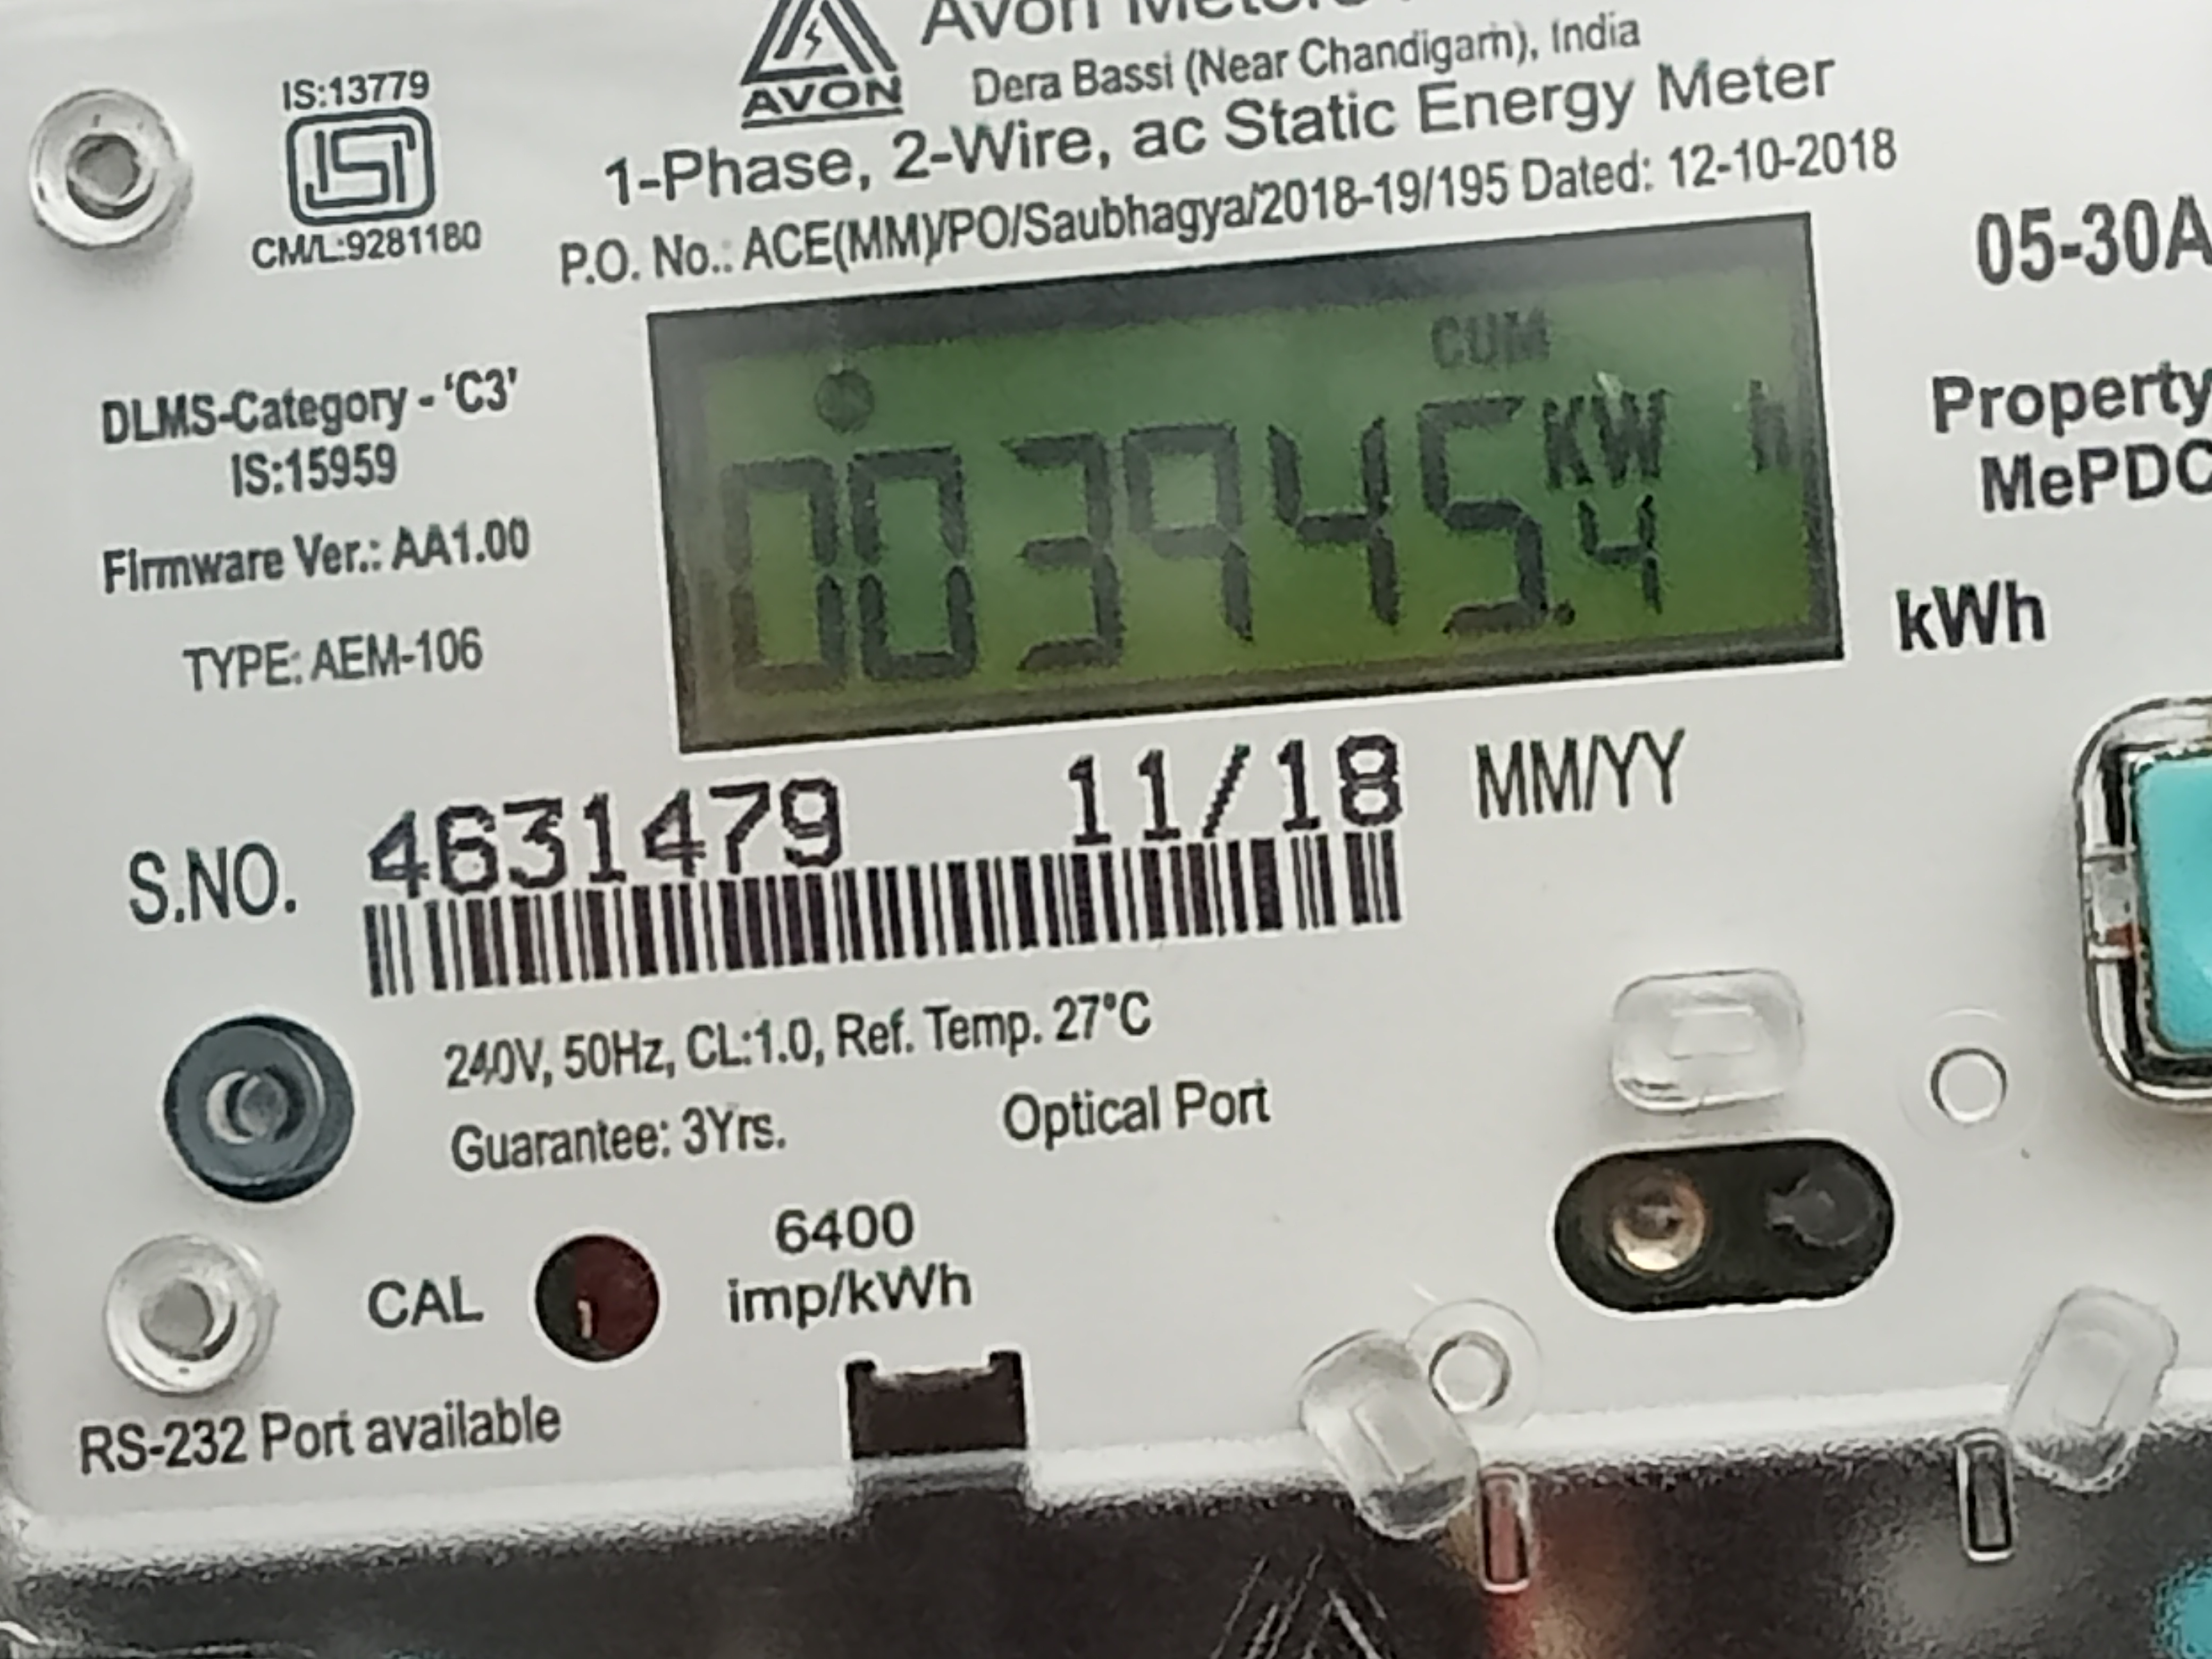 Avon Meters
AVON
Dera Bassi (Near Chandigarh), India
1-Phase, 2-Wire, ac Static Energy Meter
P.O. No.: ACE(MM)/PO/Saubhagya/2018-19/195 Dated: 12-10-2018
IS:13779
ISI
CM/L:9281180
05-30A
DLMS-Category - ‘C3’
IS:15959
Firmware Ver.: AA1.00
TYPE: AEM-106
CUM
003945.4 KW h
Property
MePDC
kWh
S.NO. 4631479 11/18 MM/YY
240V, 50Hz, CL:1.0, Ref. Temp. 27°C
Guarantee: 3Yrs. Optical Port
CAL 6400
imp/kWh
RS-232 Port available